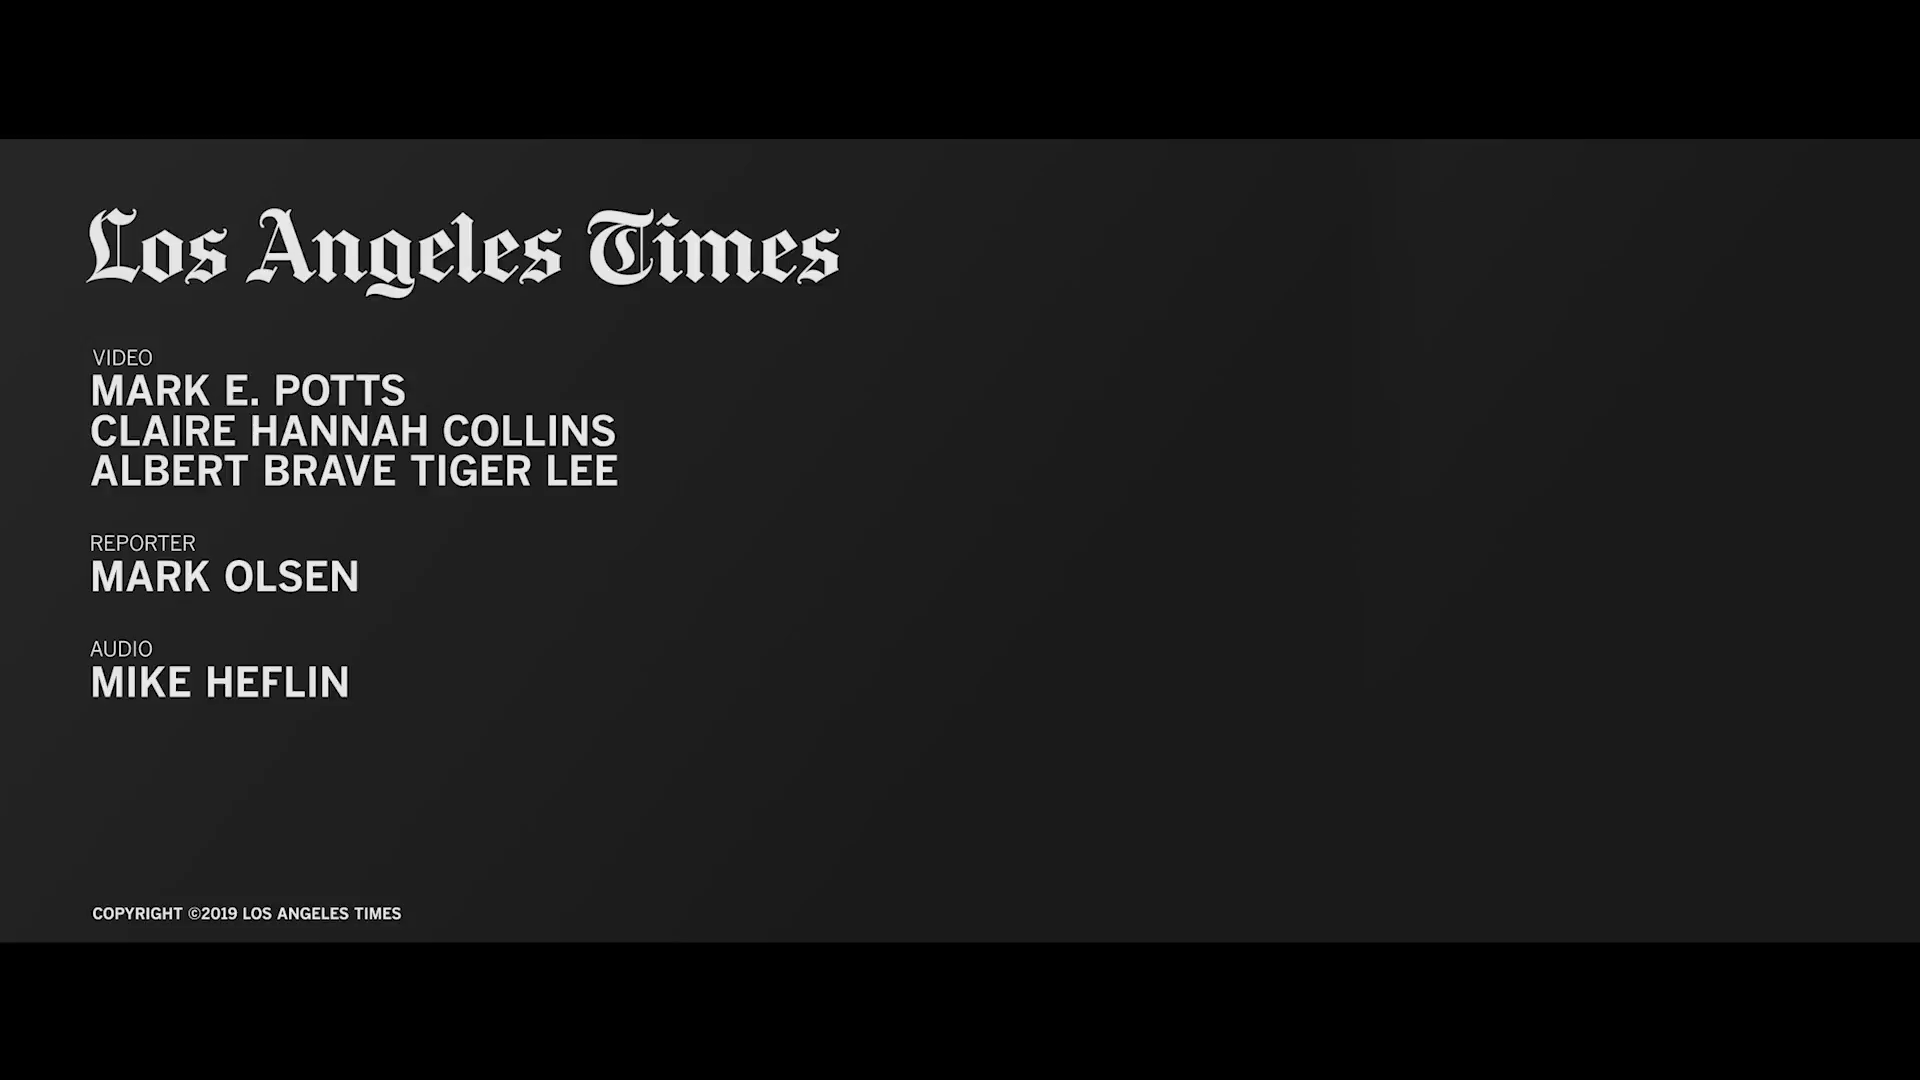 Los Angeles Times
VIDEO
MARK E. POTTS
CLAIRE HANNAH COLLINS
ALBERT BRAVE TIGER LEE
REPORTER
MARK OLSEN
AUDIO
MIKE HEFLIN
COPYRIGHT ©2019 LOS ANGELES TIMES